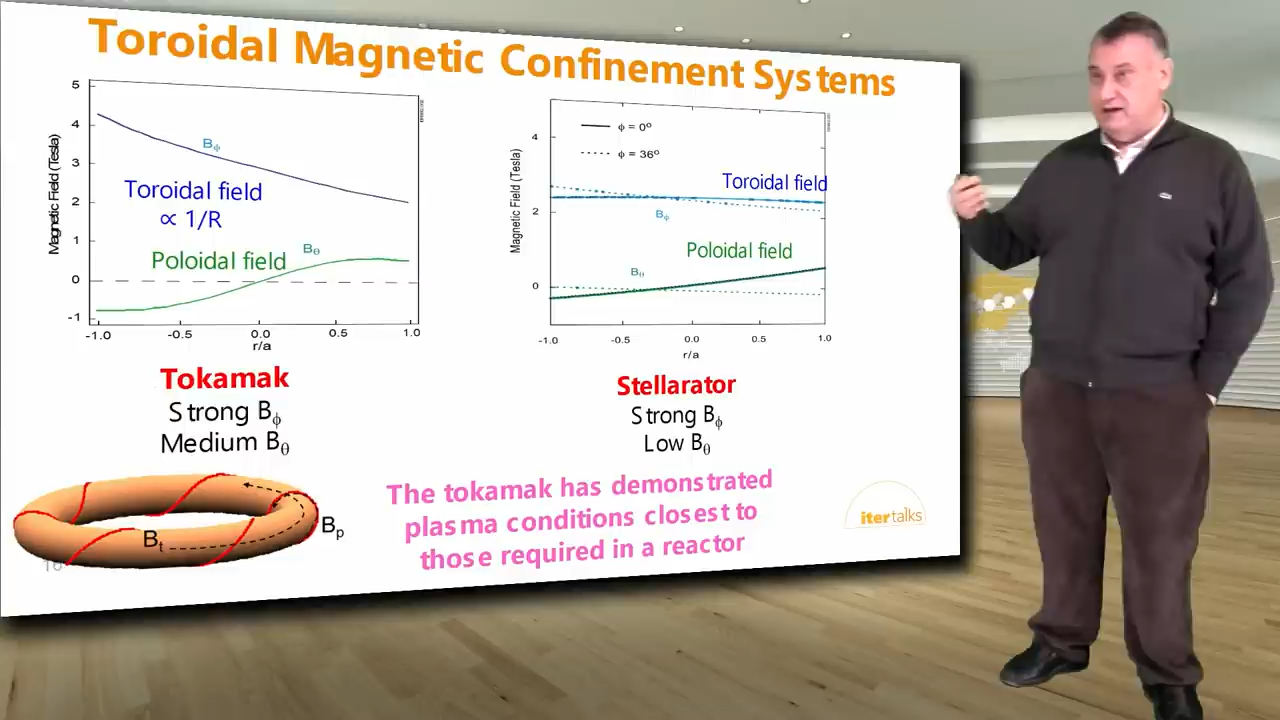 Toroidal Magnetic Confinement Systems
5
4
3
2
1
0
-1
Magnetic Field (Tesla)
Bϕ
Toroidal field
∝ 1/R
Bθ
Poloidal field
-1.0 -0.5 0.0 0.5 1.0
r/a
ϕ = 0º
ϕ = 36º
4
2
0
Magnetic Field (Tesla)
Toroidal field
Bϕ
Poloidal field
Bθ
-1.0 -0.5 0.0 0.5 1.0
r/a
Tokamak
Strong Bϕ
Medium Bθ
Stellarator
Strong Bϕ
Low Bθ
Bt
Bp
The tokamak has demonstrated
plasma conditions closest to
those required in a reactor
iter talks